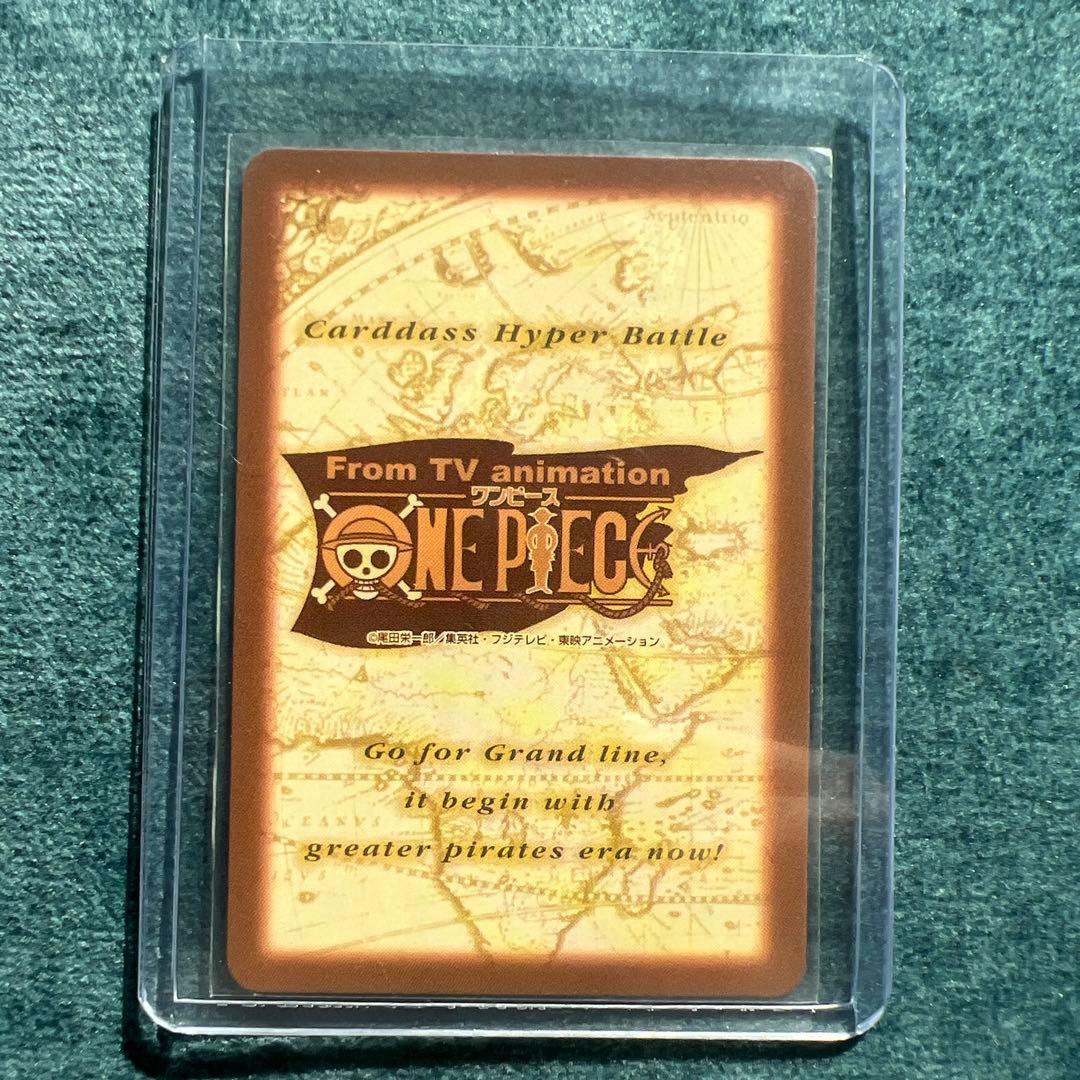 Septentrio
Carddass Hyper Battle
From TV animation
ワンピース
ONE PIECE
©尾田栄一郎/集英社・フジテレビ・東映アニメーション
Go for Grand line,
it begin with
greater pirates era now!